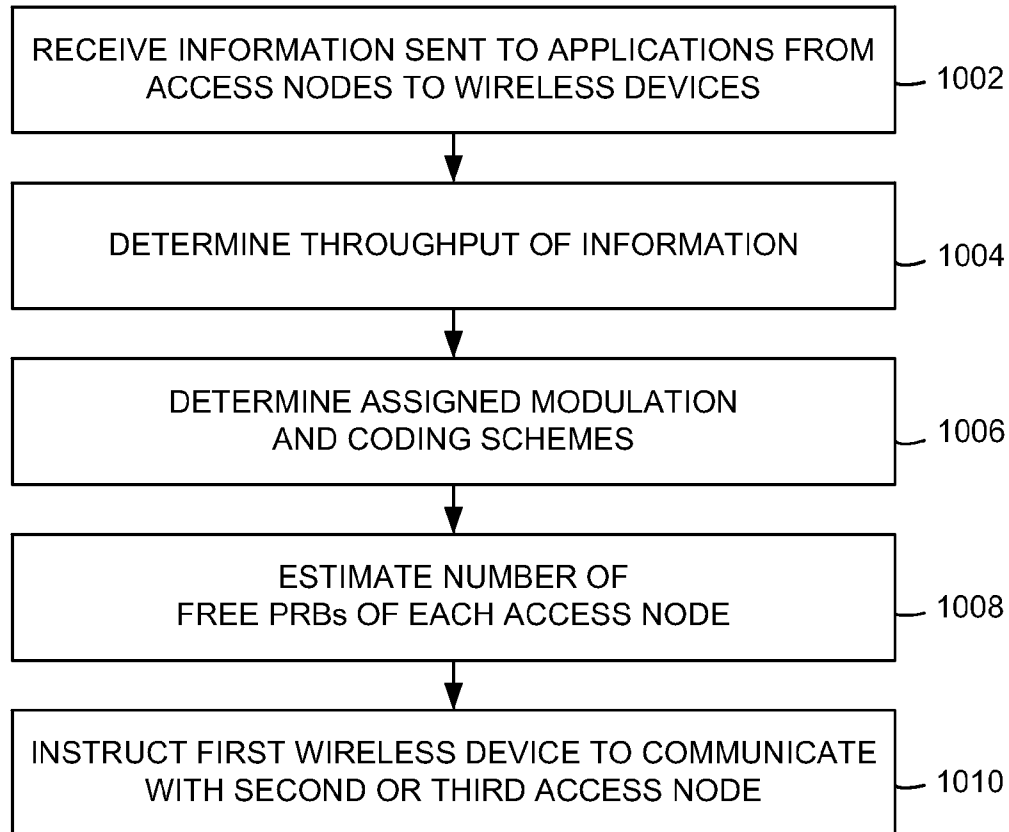 RECEIVE INFORMATION SENT TO APPLICATIONS FROM
ACCESS NODES TO WIRELESS DEVICES
1002
DETERMINE THROUGHPUT OF INFORMATION
1004
DETERMINE ASSIGNED MODULATION
AND CODING SCHEMES
1006
ESTIMATE NUMBER OF
FREE PRBs OF EACH ACCESS NODE
1008
INSTRUCT FIRST WIRELESS DEVICE TO COMMUNICATE
WITH SECOND OR THIRD ACCESS NODE
1010